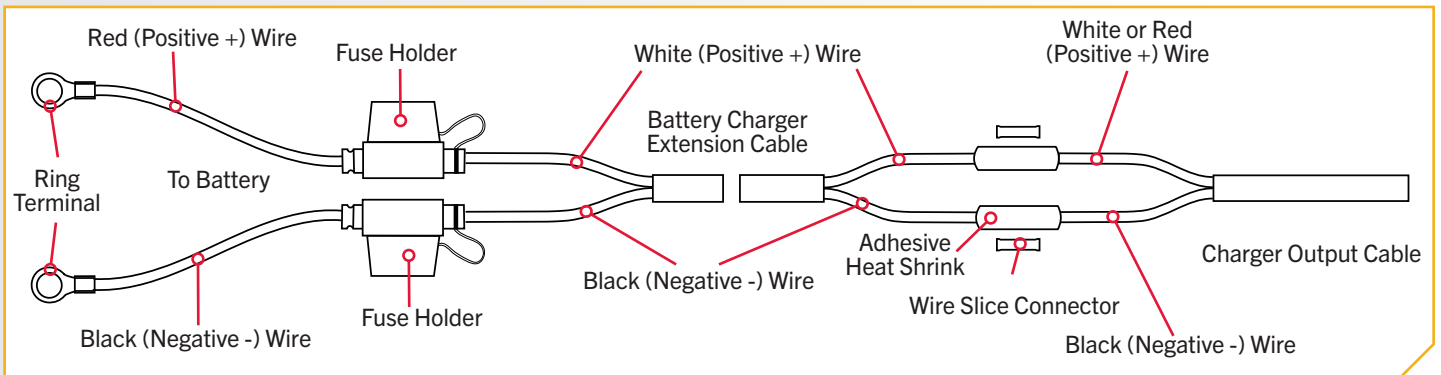 Red (Positive +) Wire
Fuse Holder
White (Positive +) Wire
White or Red
(Positive +) Wire
Battery Charger
Extension Cable
Ring
Terminal
To Battery
Adhesive
Heat Shrink
Charger Output Cable
Black (Negative -) Wire
Wire Slice Connector
Fuse Holder
Black (Negative -) Wire
Black (Negative -) Wire